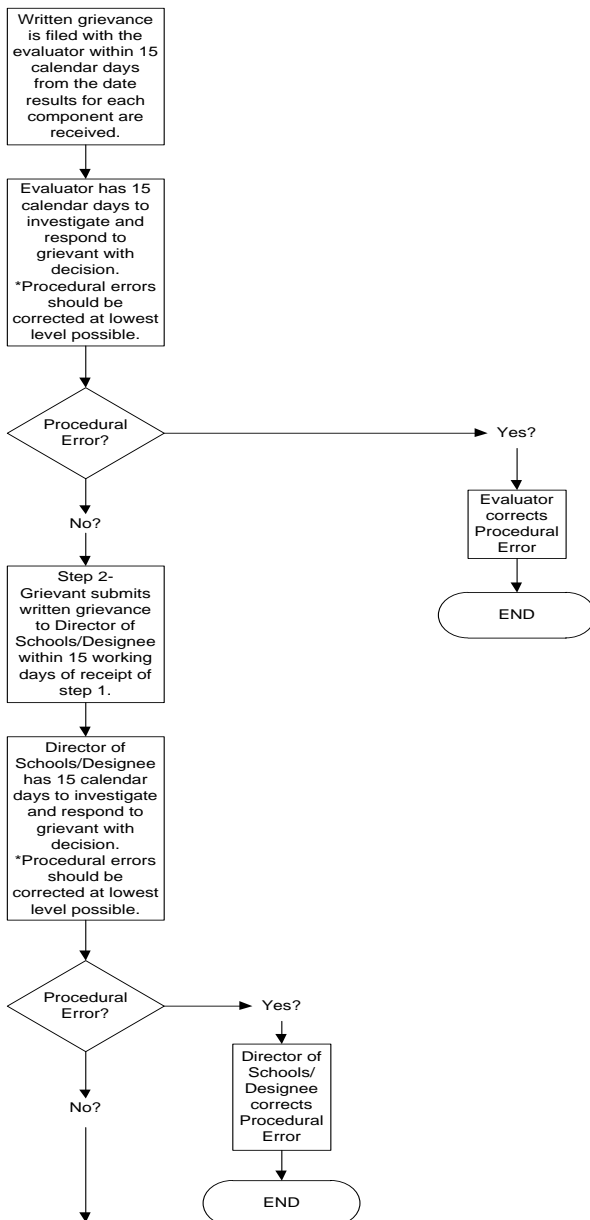 Written grievance
is filed with the
evaluator within 15
calendar days
from the date
results for each
component are
received.
Evaluator has 15
calendar days to
investigate and
respond to
grievant with
decision.
*Procedural errors
should be
corrected at lowest
level possible.
Procedural
Error?
Yes?
Evaluator
corrects
Procedural
Error
END
No?
Step 2-
Grievant submits
written grievance
to Director of
Schools/Designee
within 15 working
days of receipt of
step 1.
Director of
Schools/Designee
has 15 calendar
days to investigate
and respond to
grievant with
decision.
*Procedural errors
should be
corrected at lowest
level possible.
Procedural
Error?
Yes?
Director of
Schools/
Designee
corrects
Procedural
Error
END
No?